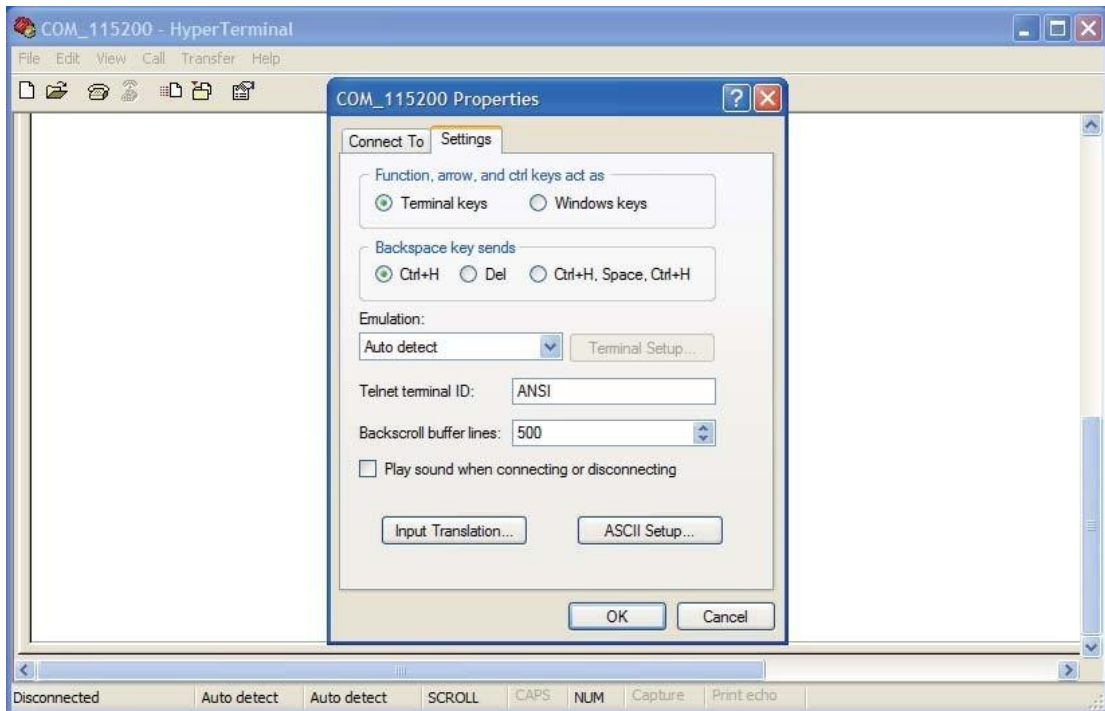 COM_115200 - HyperTerminal
File Edit View Call Transfer Help
COM_115200 Properties
Connect To Settings
Function, arrow, and ctrl keys act as
Terminal keys Windows keys
Backspace key sends
Ctrl+H Del Ctrl+H, Space, Ctrl+H
Emulation:
Auto detect Terminal Setup...
Telnet terminal ID: ANSI
Backscroll buffer lines: 500
Play sound when connecting or disconnecting
Input Translation... ASCII Setup...
OK Cancel
Disconnected Auto detect Auto detect SCROLL CAPS NUM Capture Print echo